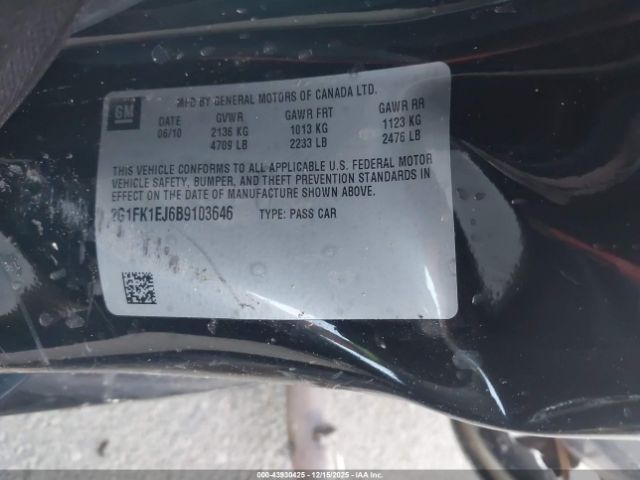 GM
MFD BY GENERAL MOTORS OF CANADA LTD.
DATE GVWR GAWR FRT GAWR RR
06/10 2136 KG 1013 KG 1123 KG
4709 LB 2233 LB 2476 LB
THIS VEHICLE CONFORMS TO ALL APPLICABLE U.S. FEDERAL MOTOR
VEHICLE SAFETY, BUMPER, AND THEFT PREVENTION STANDARDS IN
EFFECT ON THE DATE OF MANUFACTURE SHOWN ABOVE.
2G1FK1EJ6B9103646 TYPE: PASS CAR
000-43930425 - 12/15/2025 - IAAI.COM